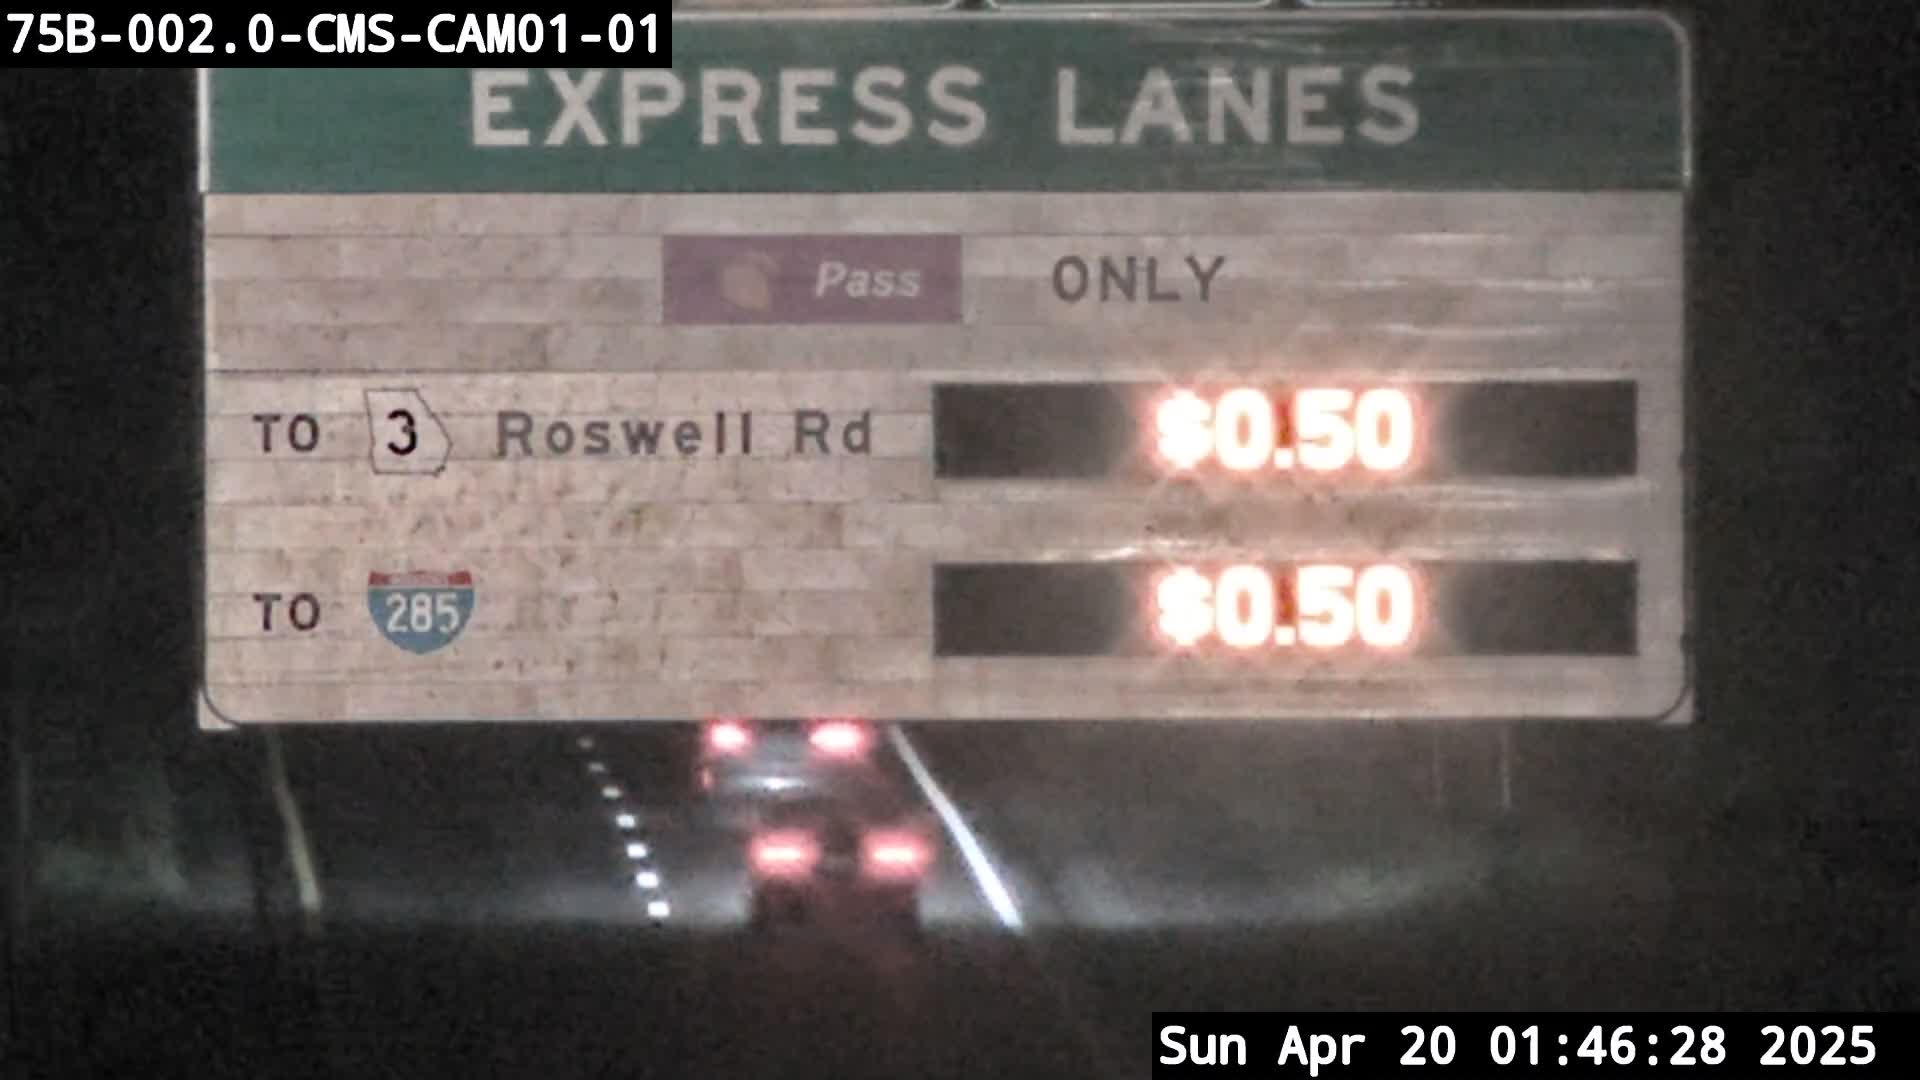 75B-002.0-CMS-CAM01-01
EXPRESS LANES
Pass ONLY
TO 3 Roswell Rd $0.50
TO 285 $0.50
Sun Apr 20 01:46:28 2025